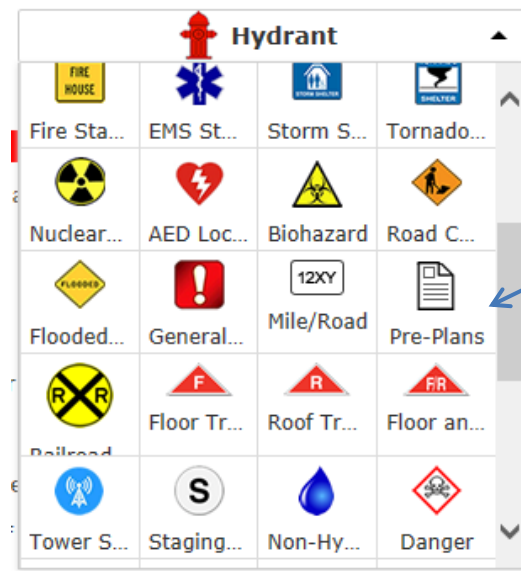 Hydrant
FIRE
HOUSE
STORM SHELTER
SHELTER
Fire Sta... EMS St... Storm S... Tornado...
Nuclear... AED Loc... Biohazard Road C...
FLOODED
12XY
Flooded... General... Mile/Road Pre-Plans
R R
F R F/R
Railroad
Floor Tr... Roof Tr... Floor an...
S
Tower S... Staging... Non-Hy... Danger